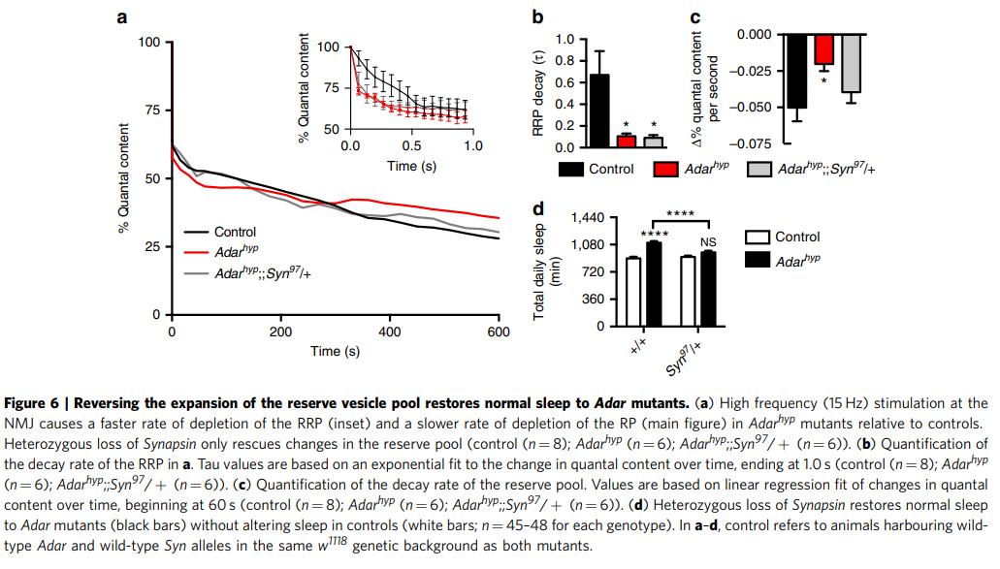 a
100
75
50
25
0
% Quantal content
0
200
400
600
Time (s)
Control
Adarhyp
Adarhyp;;Syn97/+
100
75
50
% Quantal content
0.0
0.5
1.0
Time (s)
b
1.0
0.8
0.6
0.4
0.2
0.0
RRP decay (τ)
*
*
c
0.000
−0.025
−0.050
−0.075
Δ% quantal content
per second
*
Control
Adarhyp
Adarhyp;;Syn97/+
d
1,440
1,080
720
360
0
Total daily sleep
(min)
****
****
NS
+/+
Syn97/+
Control
Adarhyp
Figure 6 | Reversing the expansion of the reserve vesicle pool restores normal sleep to Adar mutants. (a) High frequency (15 Hz) stimulation at the
NMJ causes a faster rate of depletion of the RRP (inset) and a slower rate of depletion of the RP (main figure) in Adarhyp mutants relative to controls.
Heterozygous loss of Synapsin only rescues changes in the reserve pool (control (n = 8); Adarhyp (n = 6); Adarhyp;;Syn97/ + (n = 6)). (b) Quantification of
the decay rate of the RRP in a. Tau values are based on an exponential fit to the change in quantal content over time, ending at 1.0 s (control (n = 8); Adarhyp
(n = 6); Adarhyp;;Syn97/ + (n = 6)). (c) Quantification of the decay rate of the reserve pool. Values are based on linear regression fit of changes in quantal
content over time, beginning at 60 s (control (n = 8); Adarhyp (n = 6); Adarhyp;;Syn97/ + (n = 6)). (d) Heterozygous loss of Synapsin restores normal sleep
to Adar mutants (black bars) without altering sleep in controls (white bars; n = 45–48 for each genotype). In a–d, control refers to animals harbouring wild-
type Adar and wild-type Syn alleles in the same w1118 genetic background as both mutants.